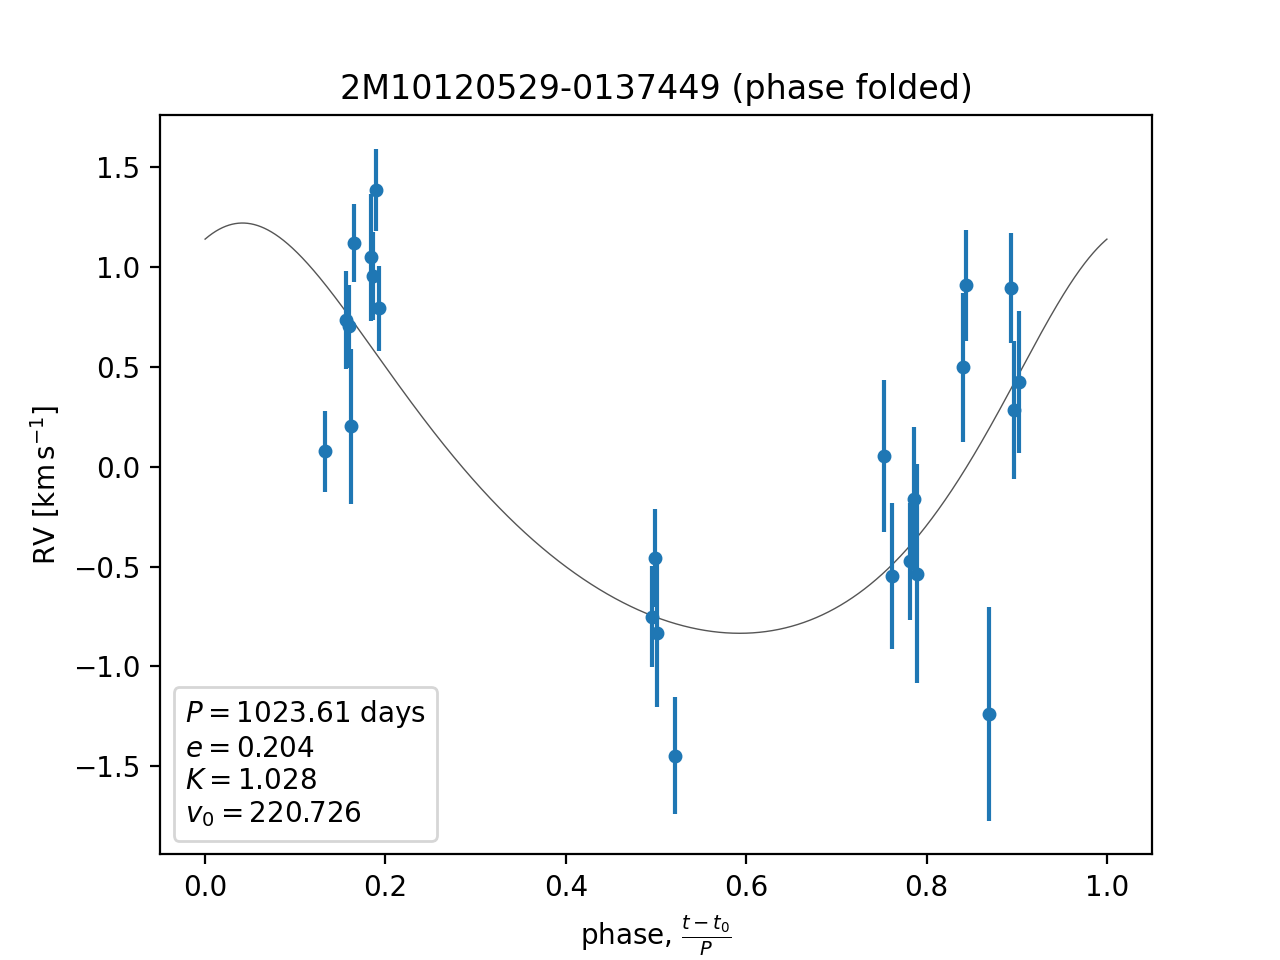 2M10120529-0137449 (phase folded)
1.5
1.0
0.5
0.0
−0.5
−1.0
−1.5
RV [km s⁻¹]
P = 1023.61 days
e = 0.204
K = 1.028
v₀ = 220.726
0.0 0.2 0.4 0.6 0.8 1.0
phase, (t − t₀)/P